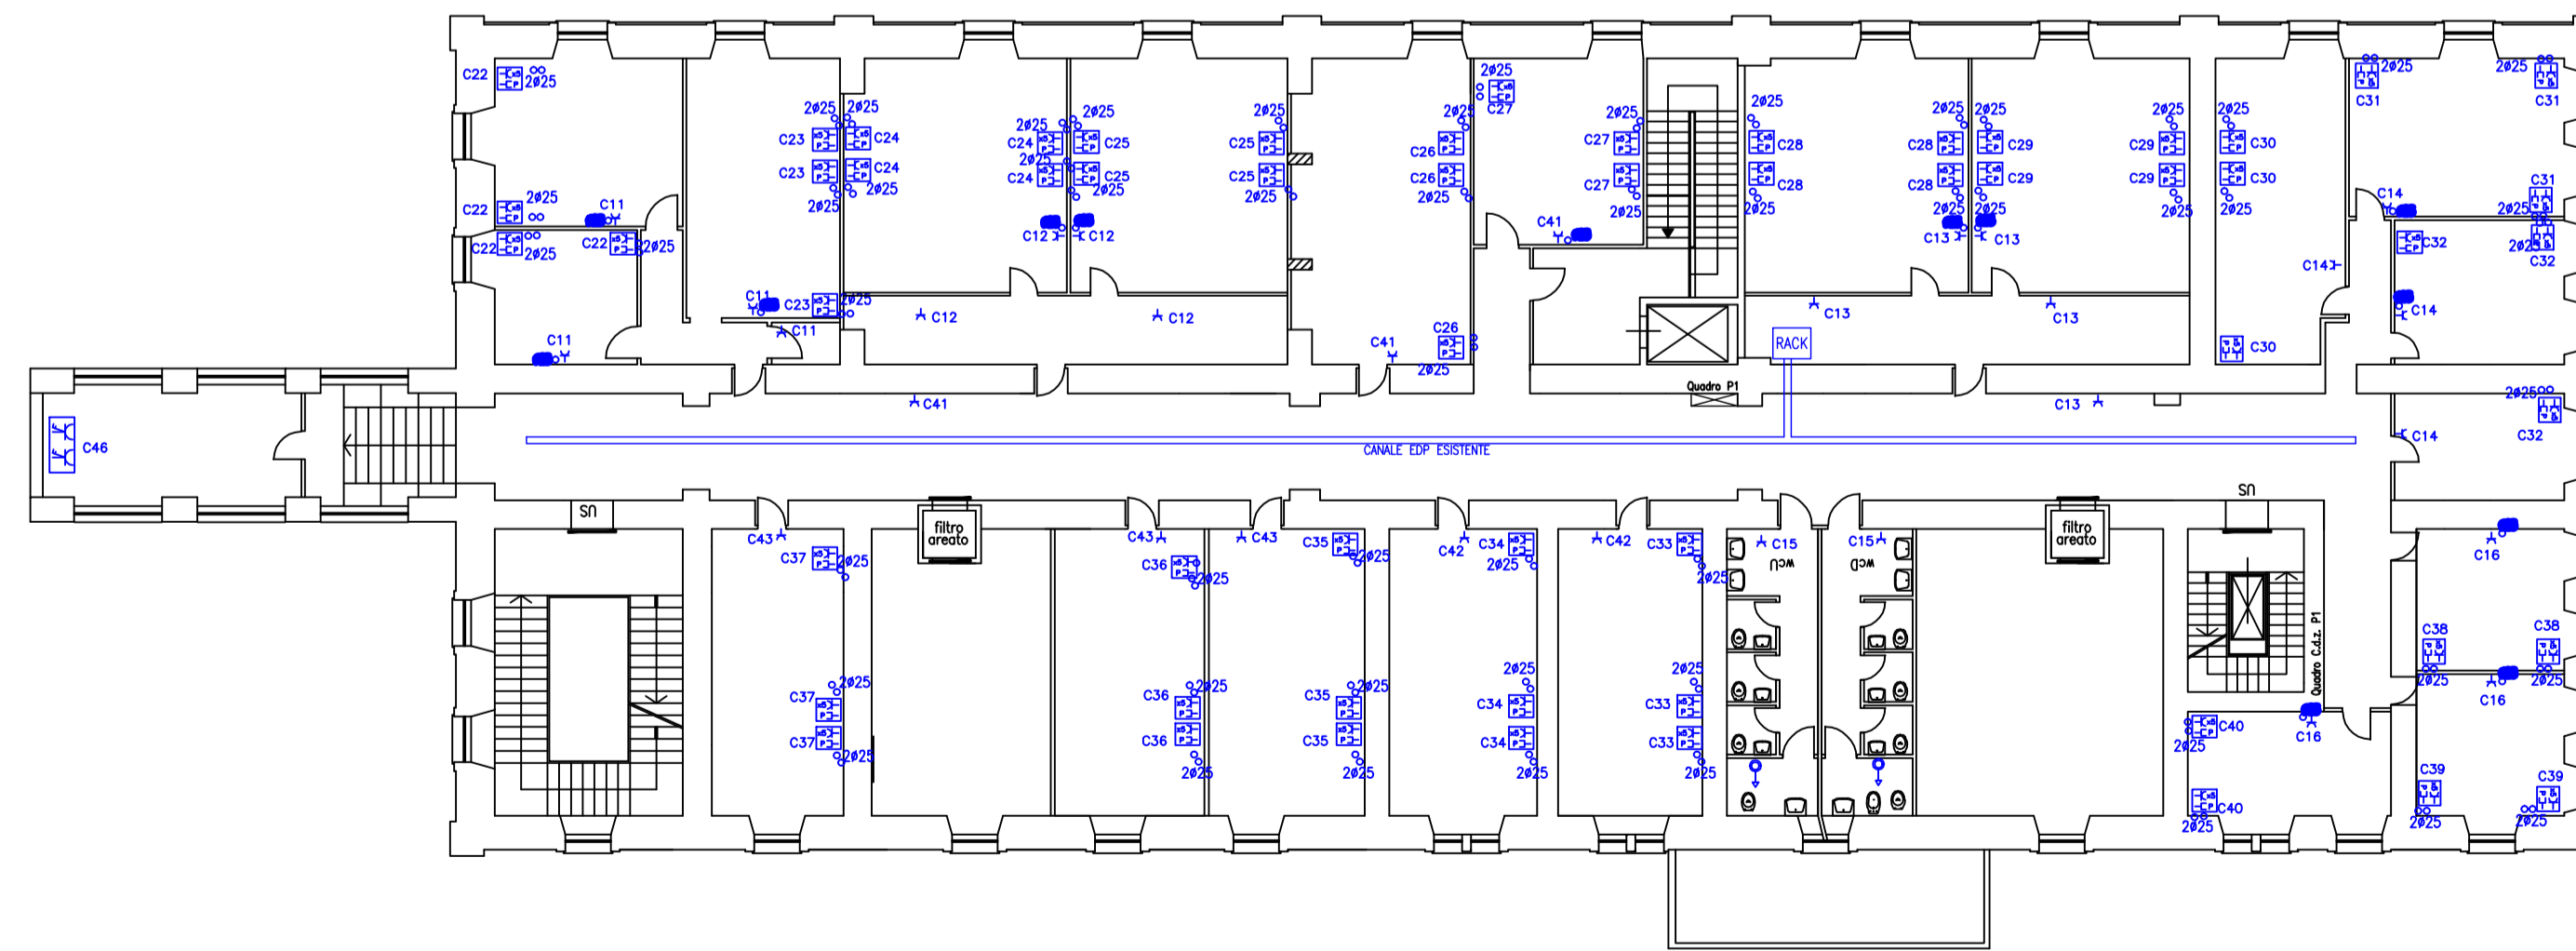 C22
2ø25
2ø25
C27
2ø25
C31
2ø25
C31
2ø25
C23
2ø25
C24
2ø25
C24
2ø25
C25
2ø25
C25
2ø25
C26
2ø25
C27
2ø25
C28
2ø25
C28
2ø25
C29
2ø25
C29
2ø25
C30
C23
2ø25
C24
2ø25
2ø25
C24
C25
2ø25
C25
2ø25
C26
2ø25
C27
2ø25
C28
2ø25
C28
2ø25
C29
2ø25
C29
2ø25
C30
2ø25
C31
2ø25
C22
2ø25
C11
C14
C22
2ø25
C22
2ø25
C12
C12
C41
C13
C13
C14
C32
2ø25
C32
C11
C23
2ø25
C11
C12
C12
C26
2ø25
C41
C13
C13
C30
C14
C11
RACK
Quadro P1
C41
C13
2ø25
C32
C14
C46
CANALE EDP ESISTENTE
US
US
filtro
areato
filtro
areato
C43
C43
C43
C42
C42
C15
C15
C16
C37
2ø25
C36
2ø25
C35
2ø25
C34
2ø25
C33
2ø25
wcU
wcD
Quadro C.d.z. P1
C38
C38
2ø25
2ø25
C37
2ø25
C36
2ø25
C35
2ø25
C34
2ø25
C33
2ø25
C16
C16
C37
2ø25
C36
2ø25
C35
2ø25
C34
2ø25
C33
2ø25
C40
2ø25
C40
2ø25
C39
2ø25
C39
2ø25